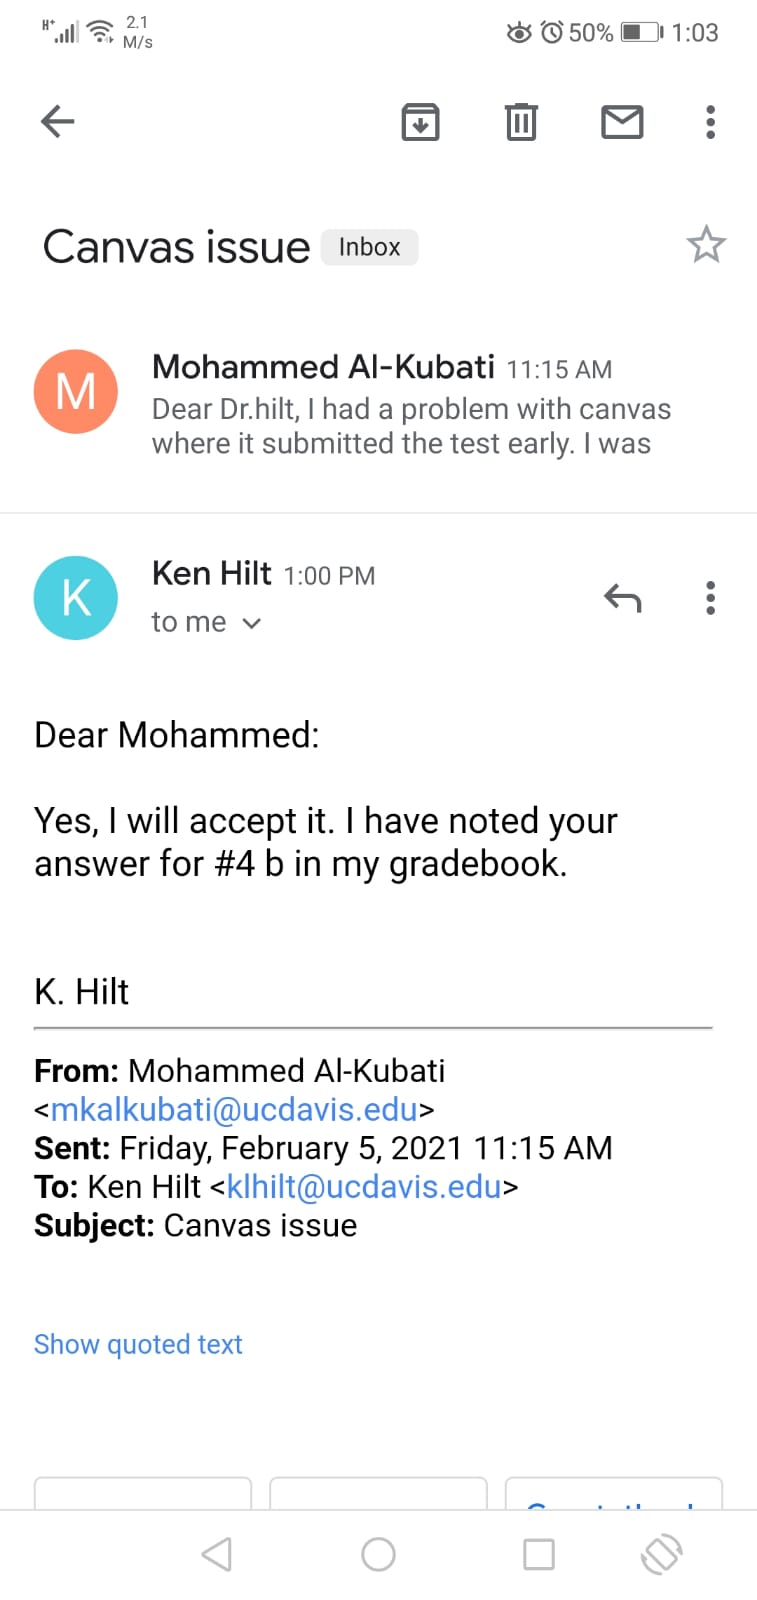 H+ 2.1 M/s 50% 1:03
Canvas issue Inbox
M
Mohammed Al-Kubati 11:15 AM
Dear Dr.hilt, I had a problem with canvas
where it submitted the test early. I was
K
Ken Hilt 1:00 PM
to me
Dear Mohammed:
Yes, I will accept it. I have noted your
answer for #4 b in my gradebook.
K. Hilt
From: Mohammed Al-Kubati
<mkalkubati@ucdavis.edu>
Sent: Friday, February 5, 2021 11:15 AM
To: Ken Hilt <klhilt@ucdavis.edu>
Subject: Canvas issue
Show quoted text